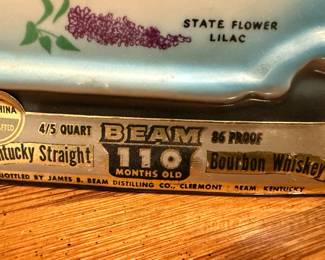 STATE FLOWER
LILAC
CHINA
4/5 QUART BEAM 86 PROOF
Kentucky Straight 110 Bourbon Whiskey
MONTHS OLD
BOTTLED BY JAMES B. BEAM DISTILLING CO., CLERMONT · BEAM, KENTUCKY